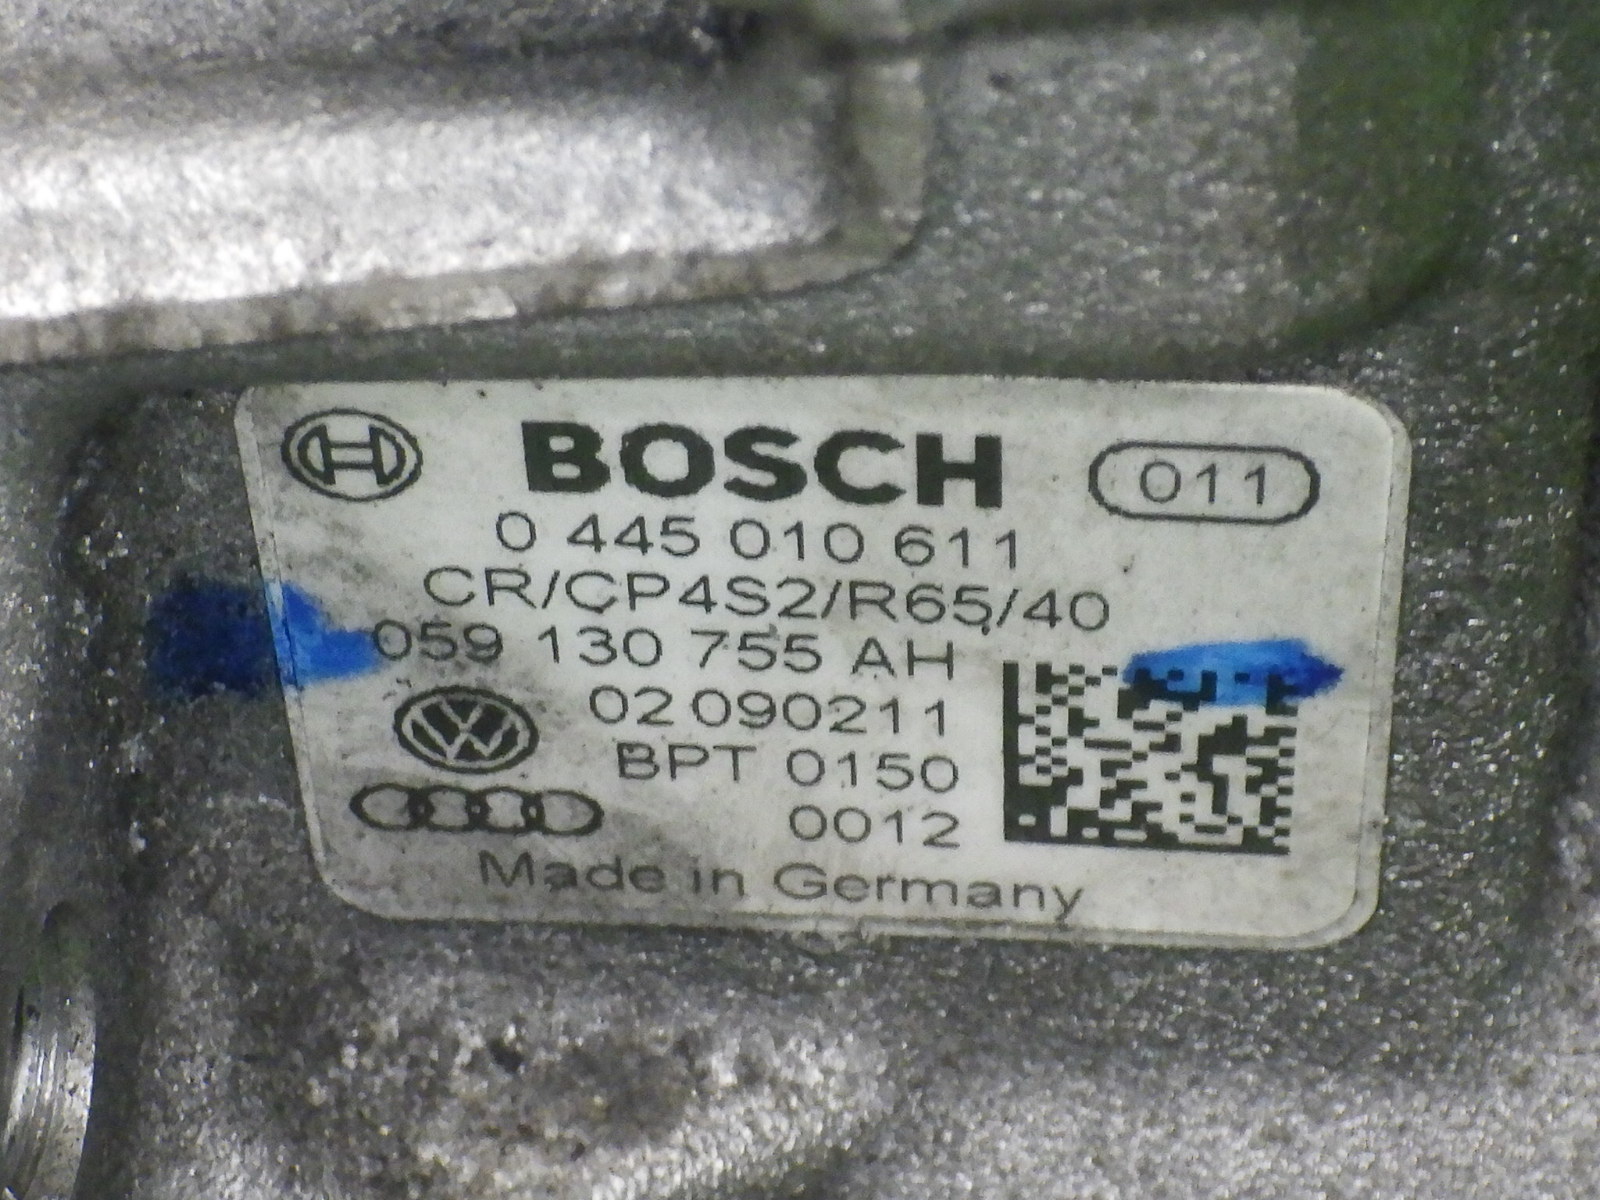 BOSCH 011
0 445 010 611
CR/CP4S2/R65/40
059 130 755 AH
02 090211
BPT 0150
0012
Made in Germany